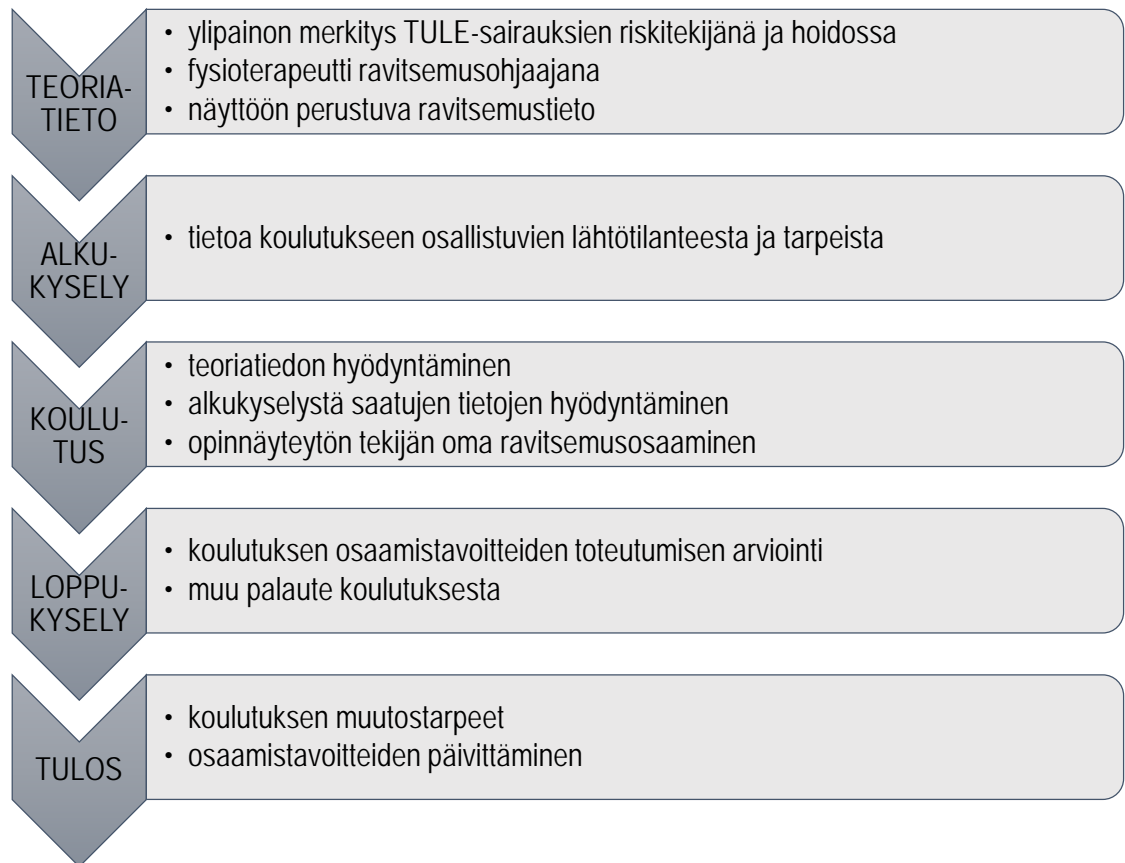 TEORIA-
TIETO
• ylipainon merkitys TULE-sairauksien riskitekijänä ja hoidossa
• fysioterapeutti ravitsemusohjaajana
• näyttöön perustuva ravitsemustieto
ALKU-
KYSELY
• tietoa koulutukseen osallistuvien lähtötilanteesta ja tarpeista
KOULU-
TUS
• teoriatiedon hyödyntäminen
• alkukyselystä saatujen tietojen hyödyntäminen
• opinnäyteytön tekijän oma ravitsemusosaaminen
LOPPU-
KYSELY
• koulutuksen osaamistavoitteiden toteutumisen arviointi
• muu palaute koulutuksesta
TULOS
• koulutuksen muutostarpeet
• osaamistavoitteiden päivittäminen